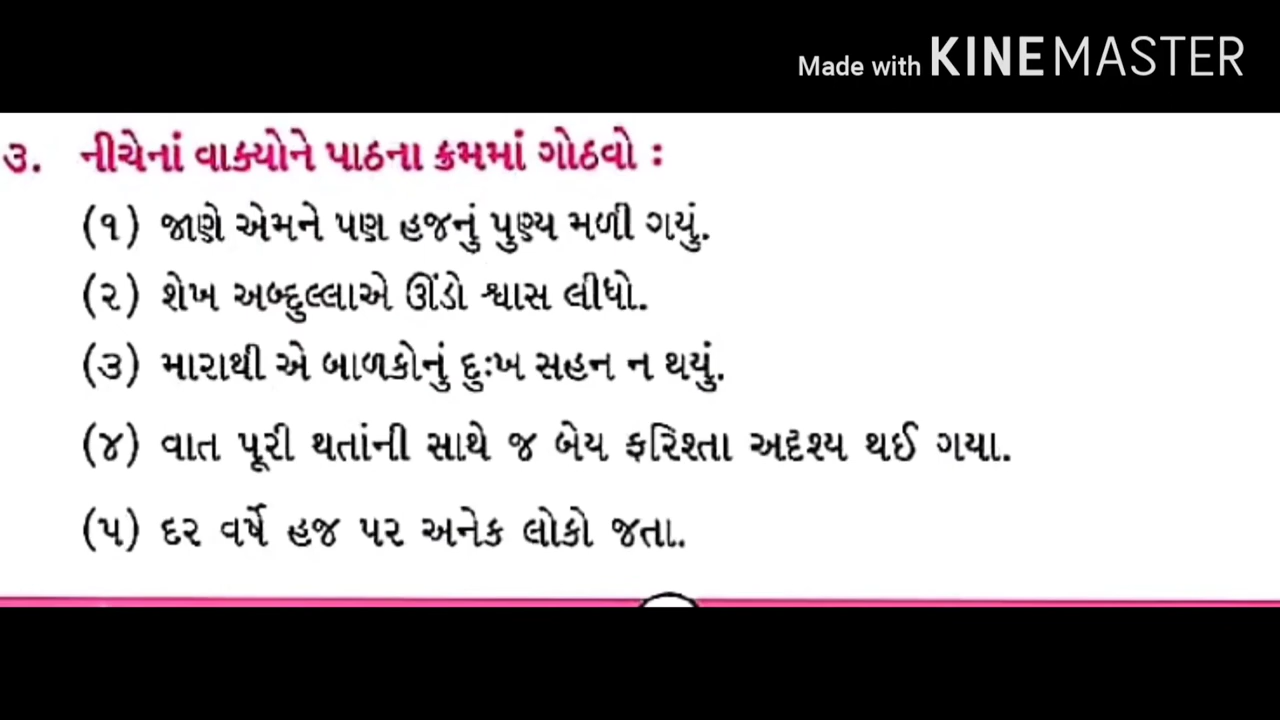 Made with KINEMASTER
૩. નીચેનાં વાક્યોને પાઠના ક્રમમાં ગોઠવો :
(૧) જાણે એમને પણ હજનું પુણ્ય મળી ગયું.
(૨) શેખ અબ્દુલ્લાએ ઊંડો શ્વાસ લીધો.
(૩) મારાથી એ બાળકોનું દુઃખ સહન ન થયું.
(૪) વાત પૂરી થતાંની સાથે જ બેય ફરિશ્તા અદૃશ્ય થઈ ગયા.
(૫) દર વર્ષે હજ પર અનેક લોકો જતા.